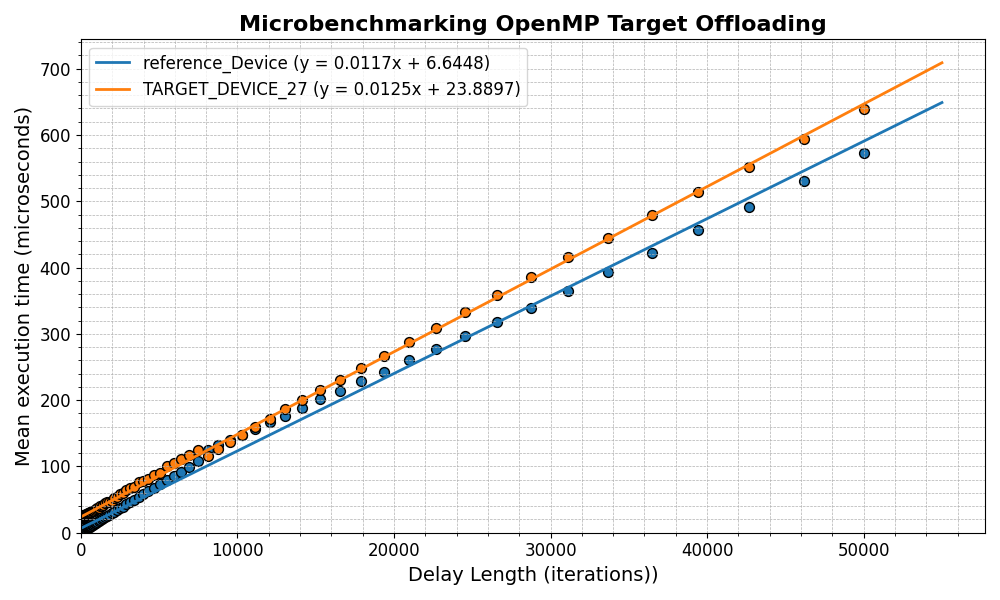 Microbenchmarking OpenMP Target Offloading
reference_Device (y = 0.0117x + 6.6448)
TARGET_DEVICE_27 (y = 0.0125x + 23.8897)
Mean execution time (microseconds)
700
600
500
400
300
200
100
0
0 10000 20000 30000 40000 50000
Delay Length (iterations))